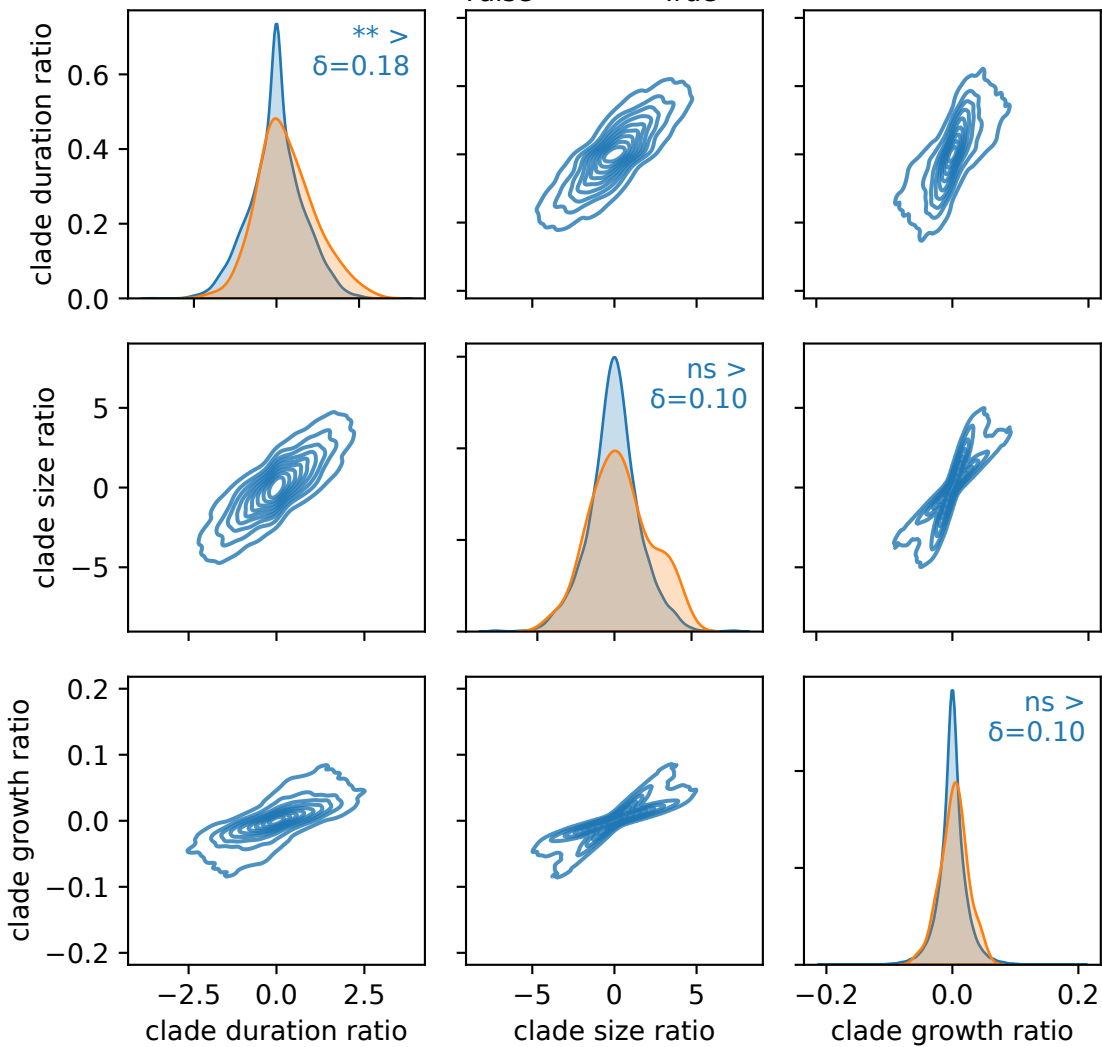 clade duration ratio
0.6
0.4
0.2
0.0
** >
δ=0.18
clade size ratio
5
0
−5
ns >
δ=0.10
clade growth ratio
0.2
0.1
0.0
−0.1
−0.2
ns >
δ=0.10
−2.5 0.0 2.5
−5 0 5
−0.2 0.0 0.2
clade duration ratio
clade size ratio
clade growth ratio